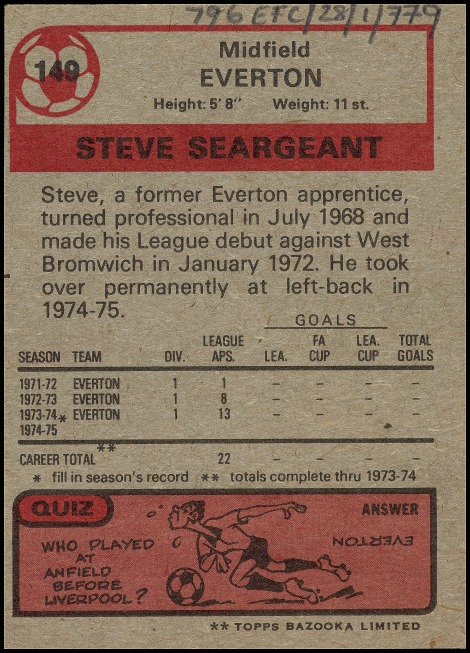 796 EFC/28/1/779
149
Midfield
EVERTON
Height: 5' 8" Weight: 11 st.
STEVE SEARGEANT
Steve, a former Everton apprentice,
turned professional in July 1968 and
made his League debut against West
Bromwich in January 1972. He took
over permanently at left-back in
1974-75.
GOALS
LEAGUE FA LEA. TOTAL
SEASON TEAM DIV. APS. LEA. CUP CUP GOALS
1971-72 EVERTON 1 1 – – – –
1972-73 EVERTON 1 8 – – – –
1973-74 EVERTON 1 13 – – – –
1974-75 *
**
CAREER TOTAL 22 – – – –
* fill in season's record ** totals complete thru 1973-74
QUIZ
WHO PLAYED
AT
ANFIELD
BEFORE
LIVERPOOL?
ANSWER
EVERTON
** TOPPS BAZOOKA LIMITED